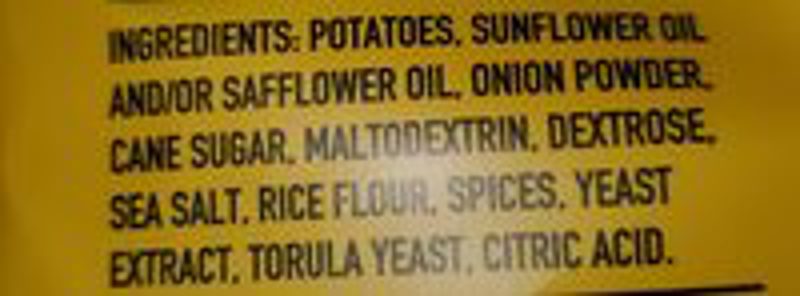 INGREDIENTS: POTATOES, SUNFLOWER OIL
AND/OR SAFFLOWER OIL, ONION POWDER,
CANE SUGAR, MALTODEXTRIN, DEXTROSE,
SEA SALT, RICE FLOUR, SPICES, YEAST
EXTRACT, TORULA YEAST, CITRIC ACID.